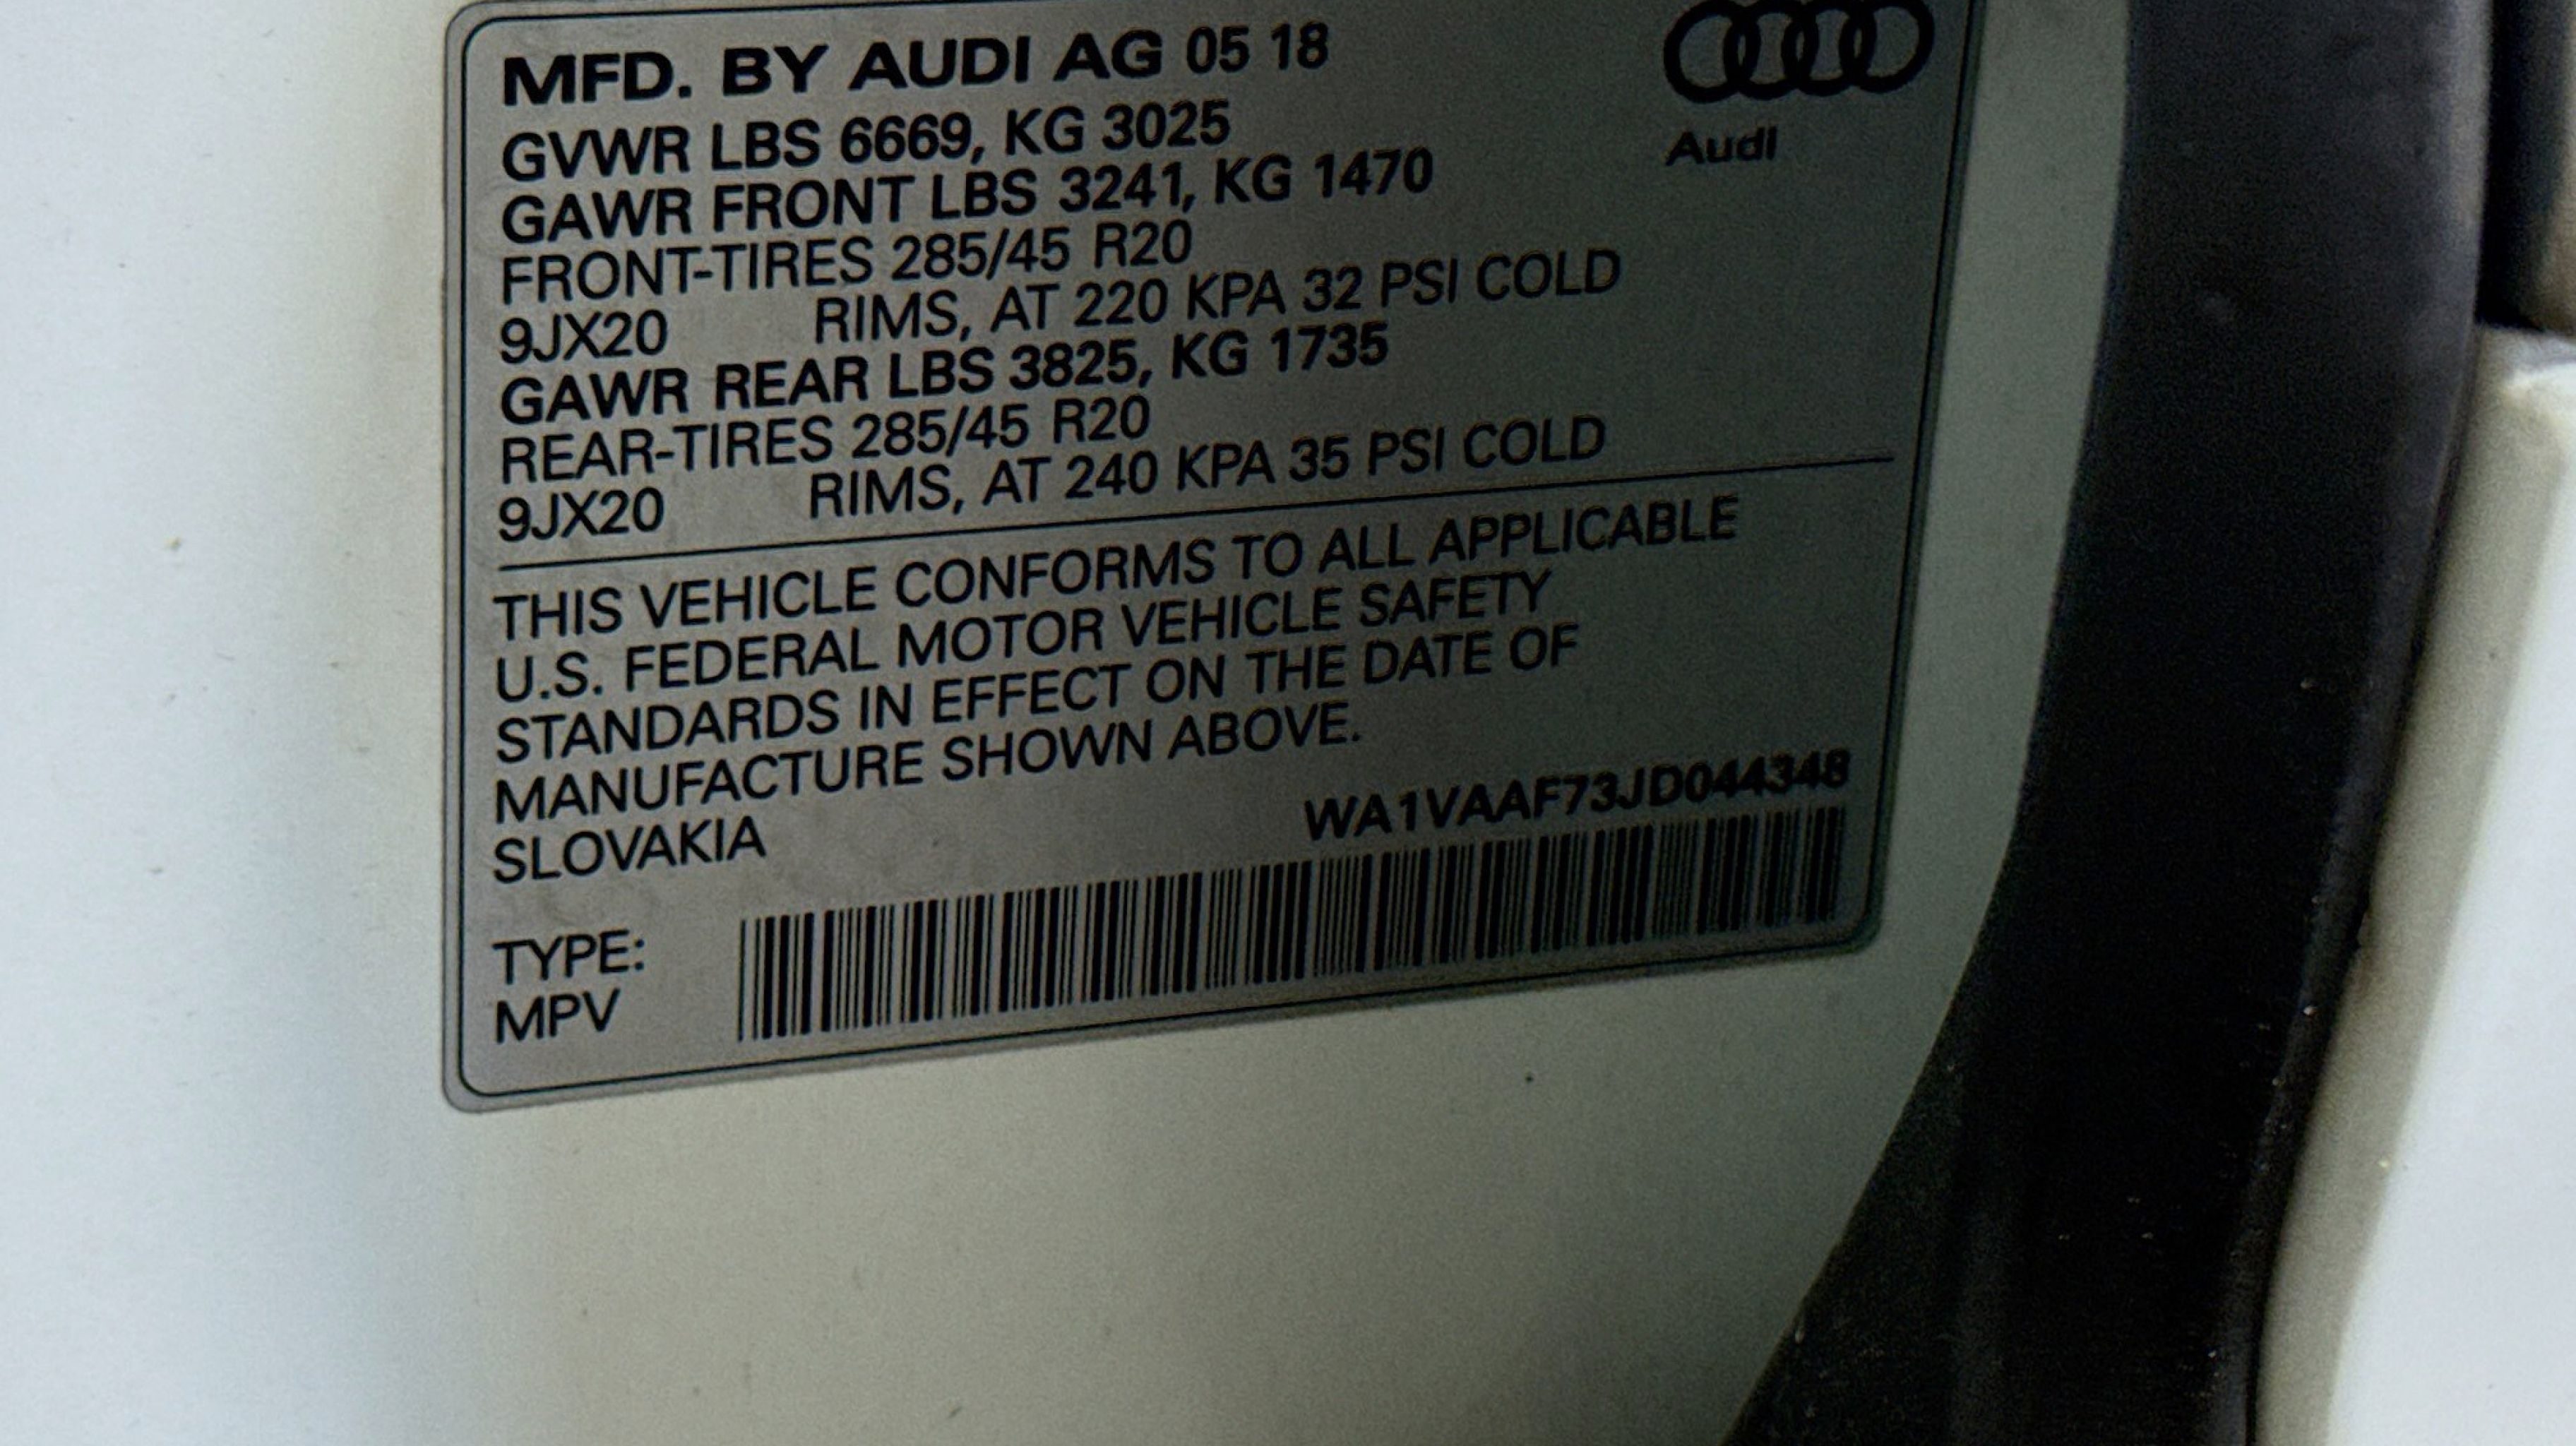 MFD. BY AUDI AG 05 18
Audi
GVWR LBS 6669, KG 3025
GAWR FRONT LBS 3241, KG 1470
FRONT-TIRES 285/45 R20
9JX20 RIMS, AT 220 KPA 32 PSI COLD
GAWR REAR LBS 3825, KG 1735
REAR-TIRES 285/45 R20
9JX20 RIMS, AT 240 KPA 35 PSI COLD
THIS VEHICLE CONFORMS TO ALL APPLICABLE
U.S. FEDERAL MOTOR VEHICLE SAFETY
STANDARDS IN EFFECT ON THE DATE OF
MANUFACTURE SHOWN ABOVE.
SLOVAKIA WA1VAAF73JD044348
TYPE:
MPV